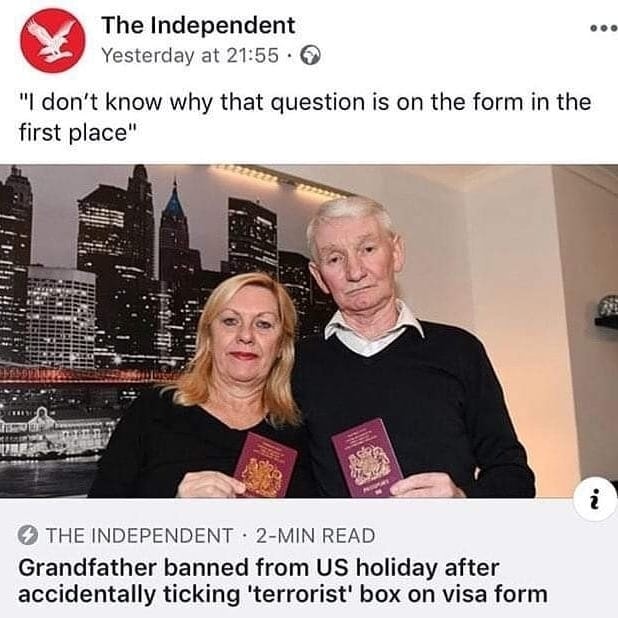 The Independent
Yesterday at 21:55 ·
"I don't know why that question is on the form in the
first place"
PASSPORT
THE INDEPENDENT · 2-MIN READ
Grandfather banned from US holiday after
accidentally ticking 'terrorist' box on visa form